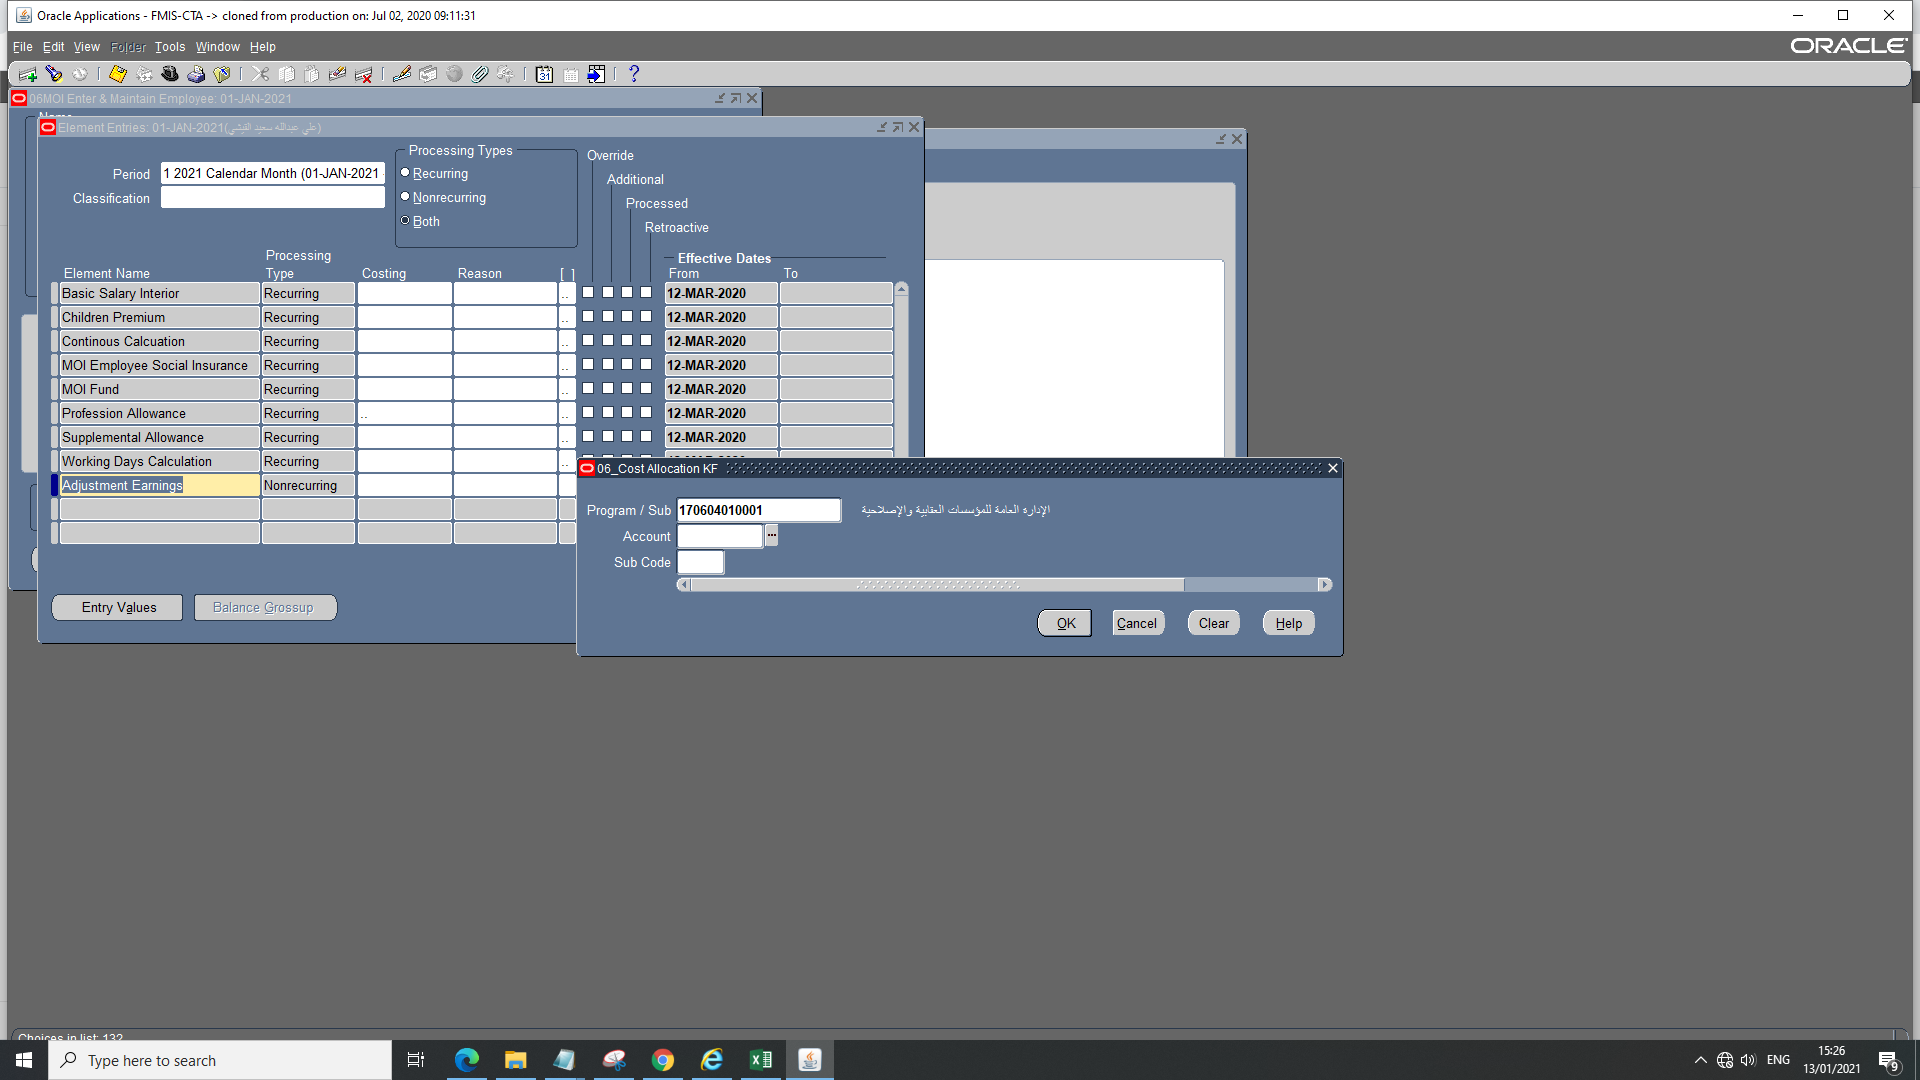 Oracle Applications - FMIS-CTA -> cloned from production on: Jul 02, 2020 09:11:31
File Edit View Folder Tools Window Help
ORACLE
06MOI Enter & Maintain Employee: 01-JAN-2021
Name
Element Entries: 01-JAN-2021(علي عبدالله سعيد القبشي)
Period 1 2021 Calendar Month (01-JAN-2021
Classification
Processing Types
Recurring
Nonrecurring
Both
Override
Additional
Processed
Retroactive
Effective Dates
Processing
Element Name Type Costing Reason [ ] From To
Basic Salary Interior Recurring .. 12-MAR-2020
Children Premium Recurring .. 12-MAR-2020
Continous Calcuation Recurring .. 12-MAR-2020
MOI Employee Social Insurance Recurring .. 12-MAR-2020
MOI Fund Recurring .. 12-MAR-2020
Profession Allowance Recurring .. .. 12-MAR-2020
Supplemental Allowance Recurring .. 12-MAR-2020
Working Days Calculation Recurring ..
Adjustment Earnings Nonrecurring
Entry Values Balance Grossup
06_Cost Allocation KF
Program / Sub 170604010001 الإدارة العامة للمؤسسات العقابية والإصلاحية
Account ...
Sub Code
OK Cancel Clear Help
Choices in list: 132
Type here to search
ENG
15:26
13/01/2021
9